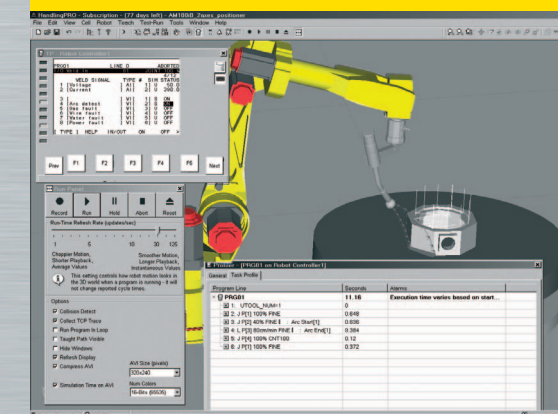 HandlingPRO - Subscription - (77 days left) - AM100iB_2axes_positioner
File Edit View Cell Robot Teach Test-Run Tools Window Help
TP - Robot Controller1
PRG01 LINE 0 ABORTED
4/12
WELD SIGNAL TYPE # SIM STATUS
1 [Voltage ] AI[ 1] U 50.0
2 [Current ] AI[ 2] U 390.0
3 [ ] WI[ 1] S ON
4 [Arc detect ] WI[ 2] S ON
5 [Gas fault ] WI[ 3] U OFF
6 [Wire fault ] WI[ 4] U OFF
7 [Water fault ] WI[ 5] U OFF
8 [Power fault ] WI[ 6] U OFF
[ TYPE ] HELP IN/OUT ON OFF >
Prev F1 F2 F3 F4 F5 Next
Run Panel
Record Run Hold Abort Reset
Run-Time Refresh Rate (updates/sec)
1 5 10 30 125
Choppier Motion, Smoother Motion,
Shorter Playback, Longer Playback,
Average Values Instantaneous Values
This setting controls how robot motion looks in
the 3D world when a program is running - it will
not change reported cycle times.
Options
Collision Detect
Collect TCP Trace
Run Program In Loop
Taught Path Visible
Hide Windows
Refresh Display
Compress AVI
AVI Size (pixels)
320x240
Simulation Time on AVI
Num Colors
16-Bits (65535)
Profiler - [PRG01 on Robot Controller1]
General Task Profile
Program Line Seconds Alarms
PRG01 11.16 Execution time varies based on start...
1: UTOOL_NUM=1 0
2: J P[1] 100% FINE 0.649
3: J P[2] 40% FINE Arc Start[1] 0.838
4: L P[3] 80cm/min FINE Arc End[1] 0.384
5: J P[4] 100% CNT100 0.12
6: J P[1] 100% FINE 0.372